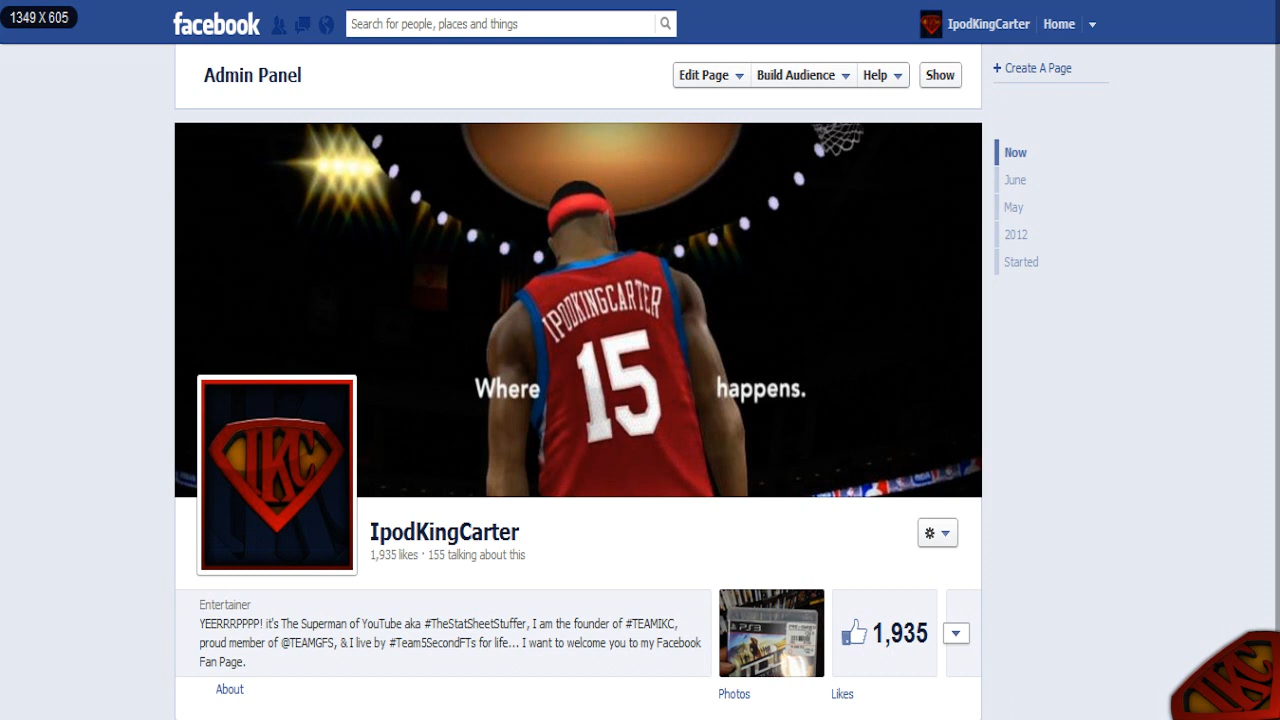 1349 X 605
facebook
Search for people, places and things
IpodKingCarter Home
Admin Panel
Edit Page Build Audience Help Show
+ Create A Page
Now
June
May
2012
Started
IPODKINGCARTER
15
Where happens.
IKC
IpodKingCarter
1,935 likes · 155 talking about this
Entertainer
YEERRRPPPP! it's The Superman of YouTube aka #TheStatSheetStuffer, I am the founder of #TEAMIKC,
proud member of @TEAMGFS, & I live by #Team5SecondFTs for life... I want to welcome you to my Facebook
Fan Page.
About
PS3
Photos
1,935
Likes
IKC